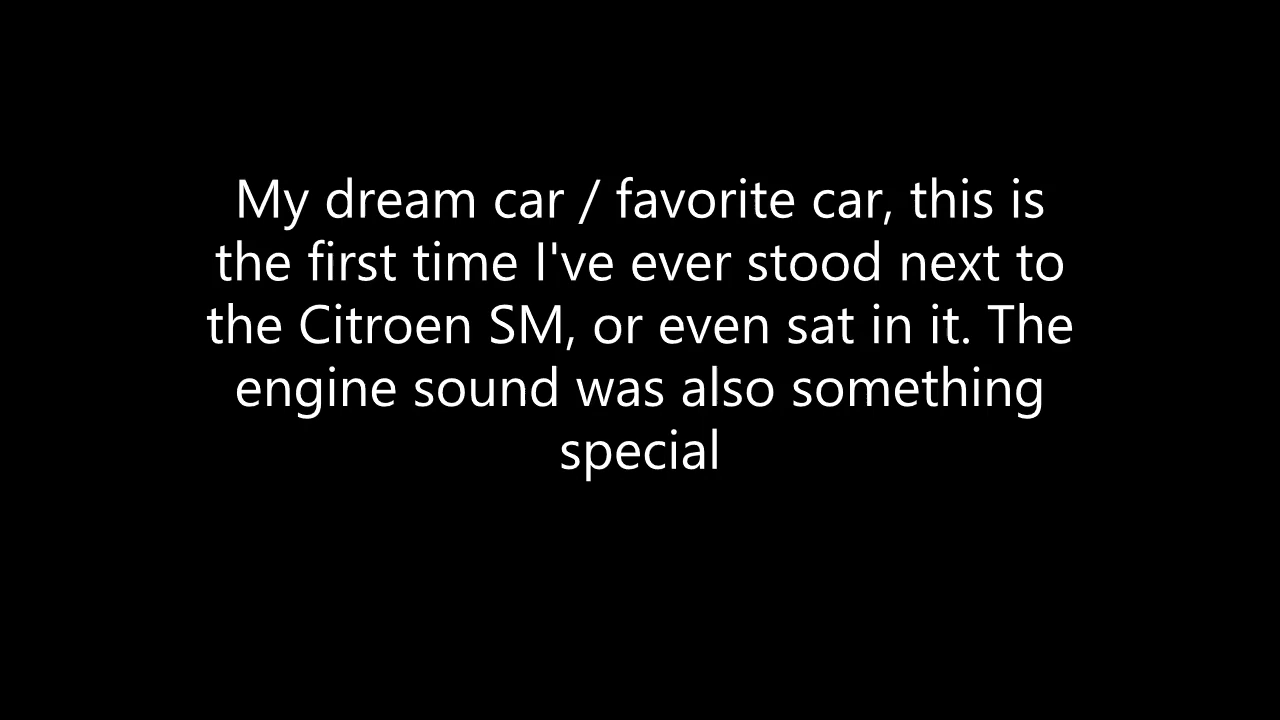 My dream car / favorite car, this is
the first time I've ever stood next to
the Citroen SM, or even sat in it. The
engine sound was also something
special